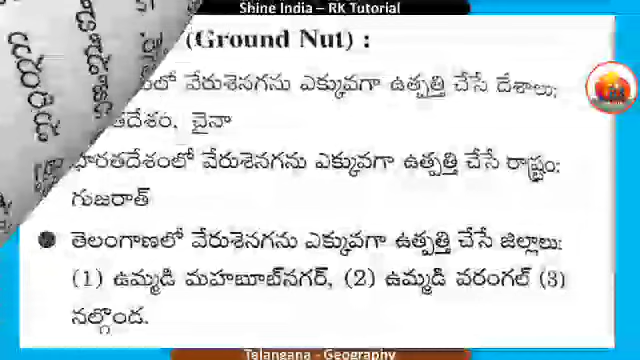 Shine India – RK Tutorial
(Ground Nut) :
వేరుశెనగను ఎక్కువగా ఉత్పత్తి చేసే దేశాలు:
చైనా
భారతదేశంలో వేరుశెనగను ఎక్కువగా ఉత్పత్తి చేసే రాష్ట్రం:
గుజరాత్
తెలంగాణలో వేరుశెనగను ఎక్కువగా ఉత్పత్తి చేసే జిల్లాలు:
(1) ఉమ్మడి మహబూబ్‌నగర్, (2) ఉమ్మడి వరంగల్ (3)
నల్గొండ.
Telangana - Geography